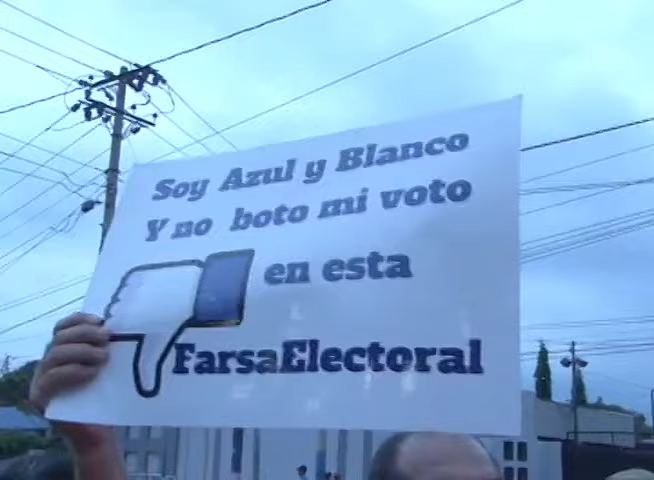 Soy Azul y Blanco
Y no boto mi voto
en esta
FarsaElectoral